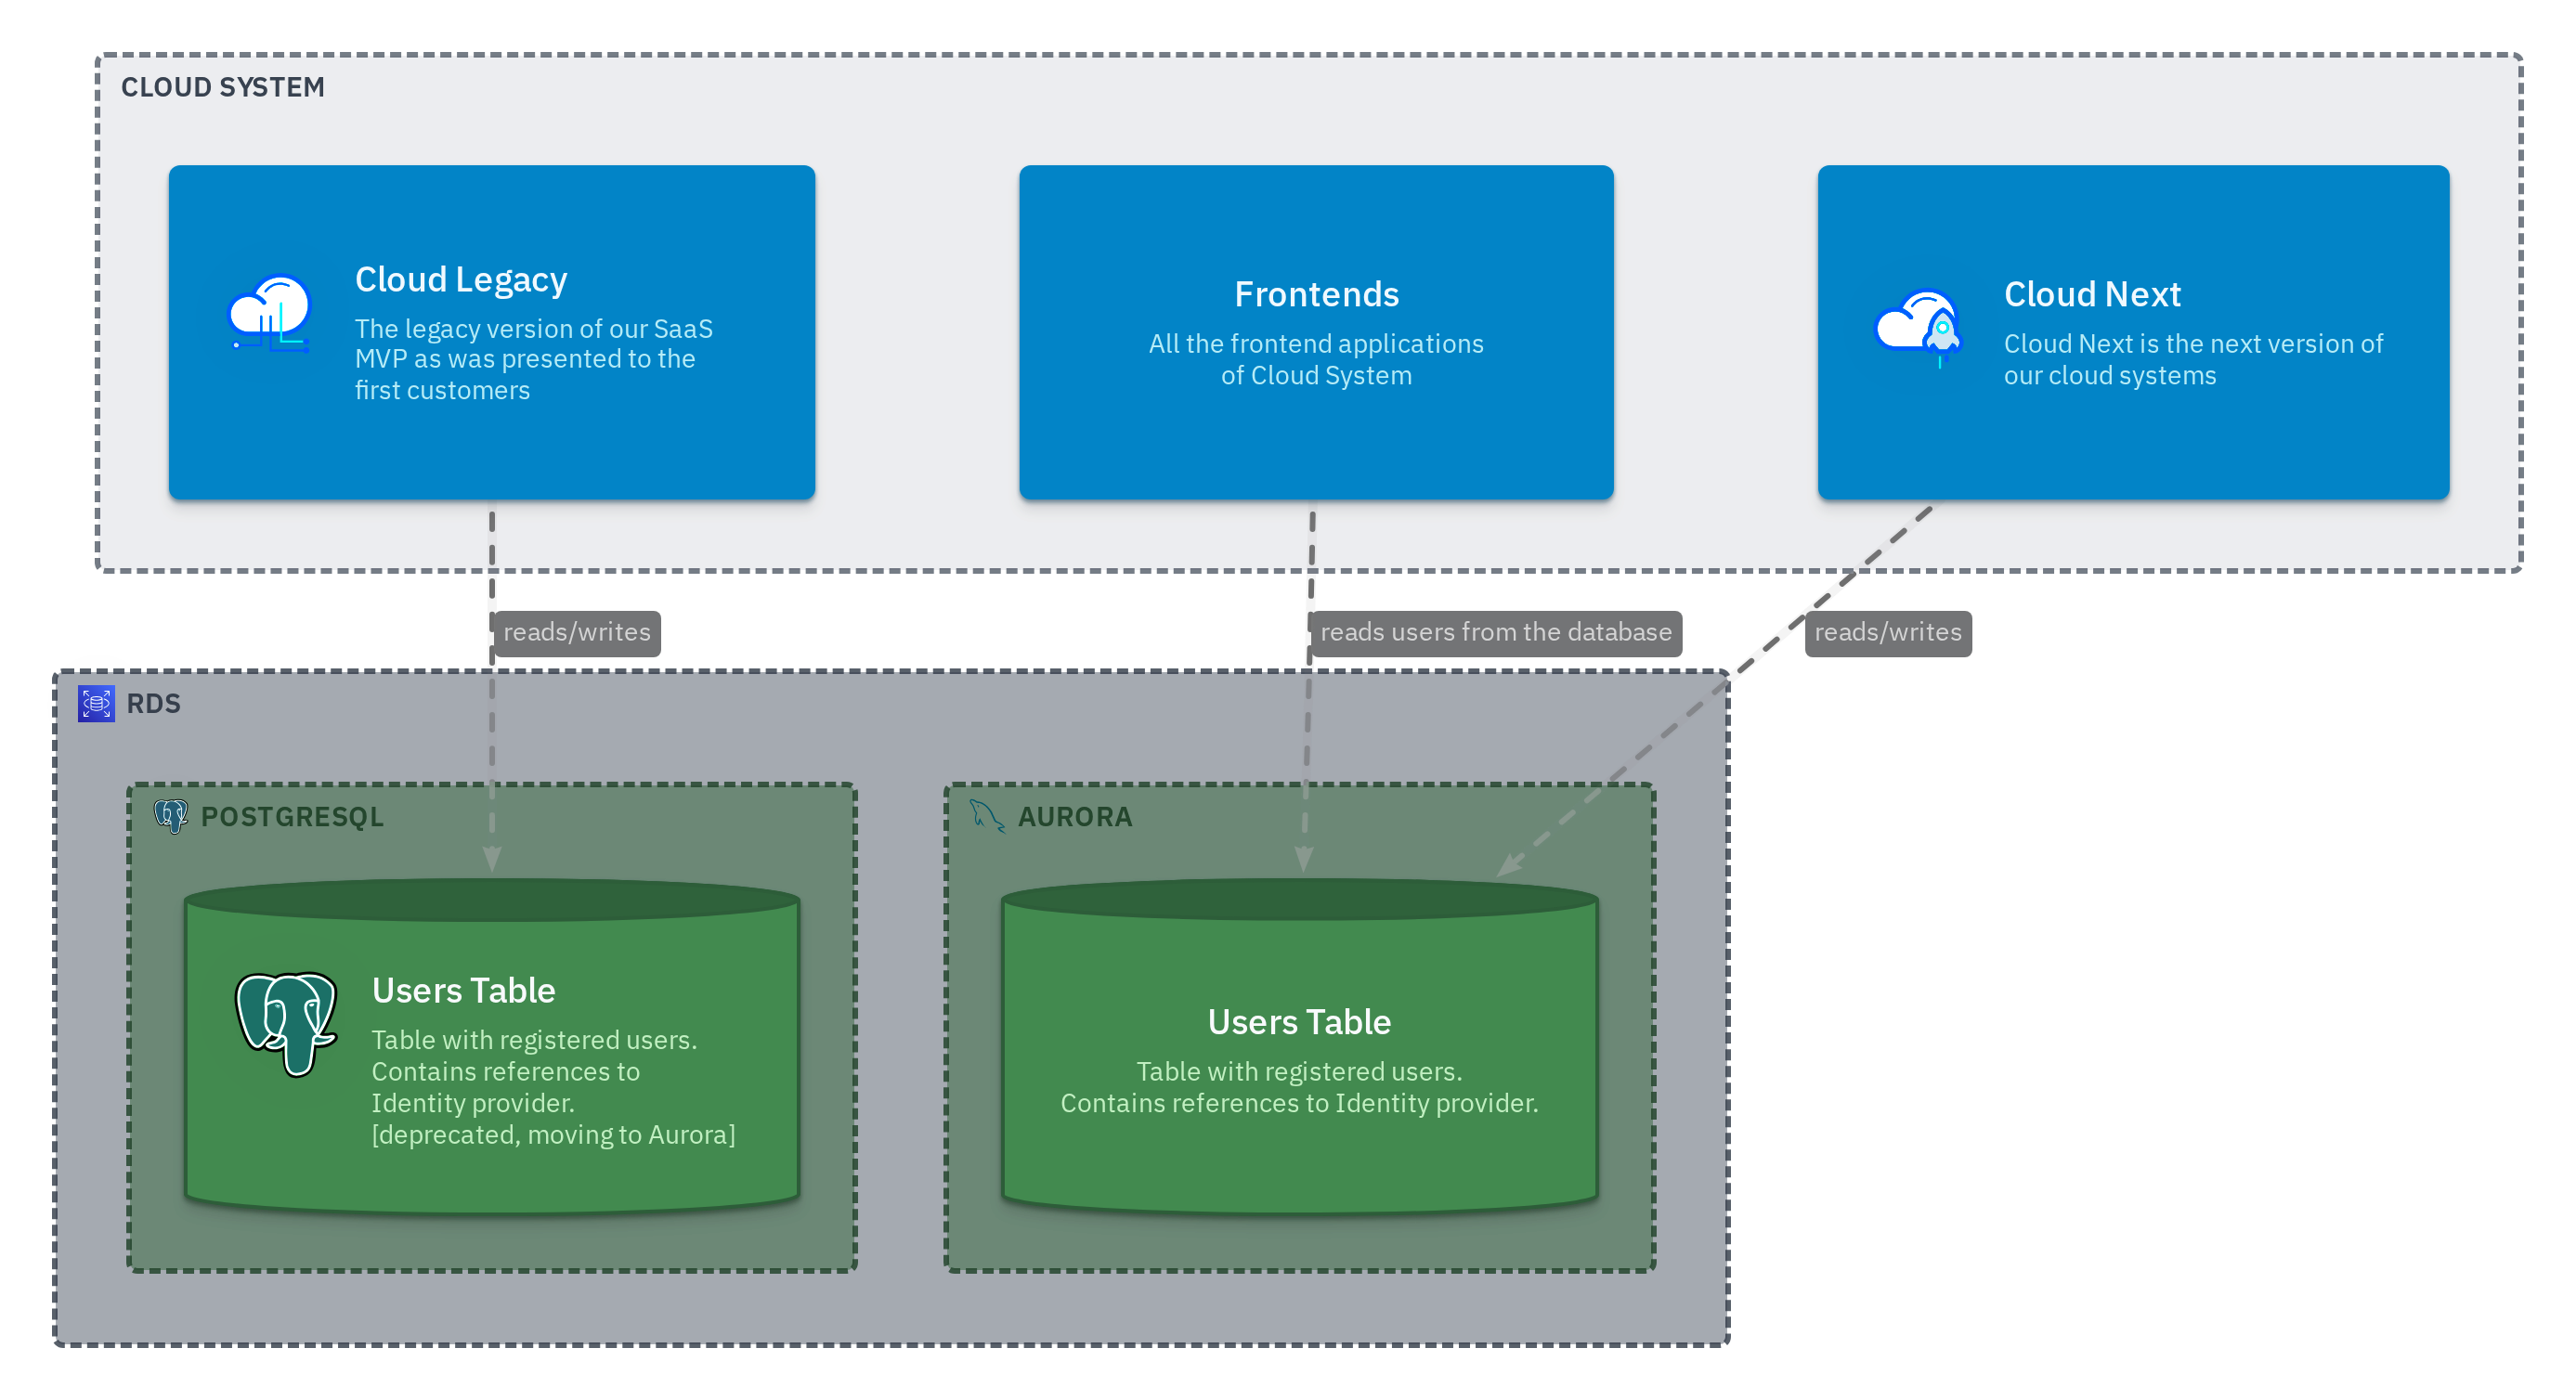 CLOUD SYSTEM
Cloud Legacy
The legacy version of our SaaS
MVP as was presented to the
first customers
Frontends
All the frontend applications
of Cloud System
Cloud Next
Cloud Next is the next version of
our cloud systems
reads/writes
reads users from the database
reads/writes
RDS
POSTGRESQL
Users Table
Table with registered users.
Contains references to
Identity provider.
[deprecated, moving to Aurora]
AURORA
Users Table
Table with registered users.
Contains references to Identity provider.